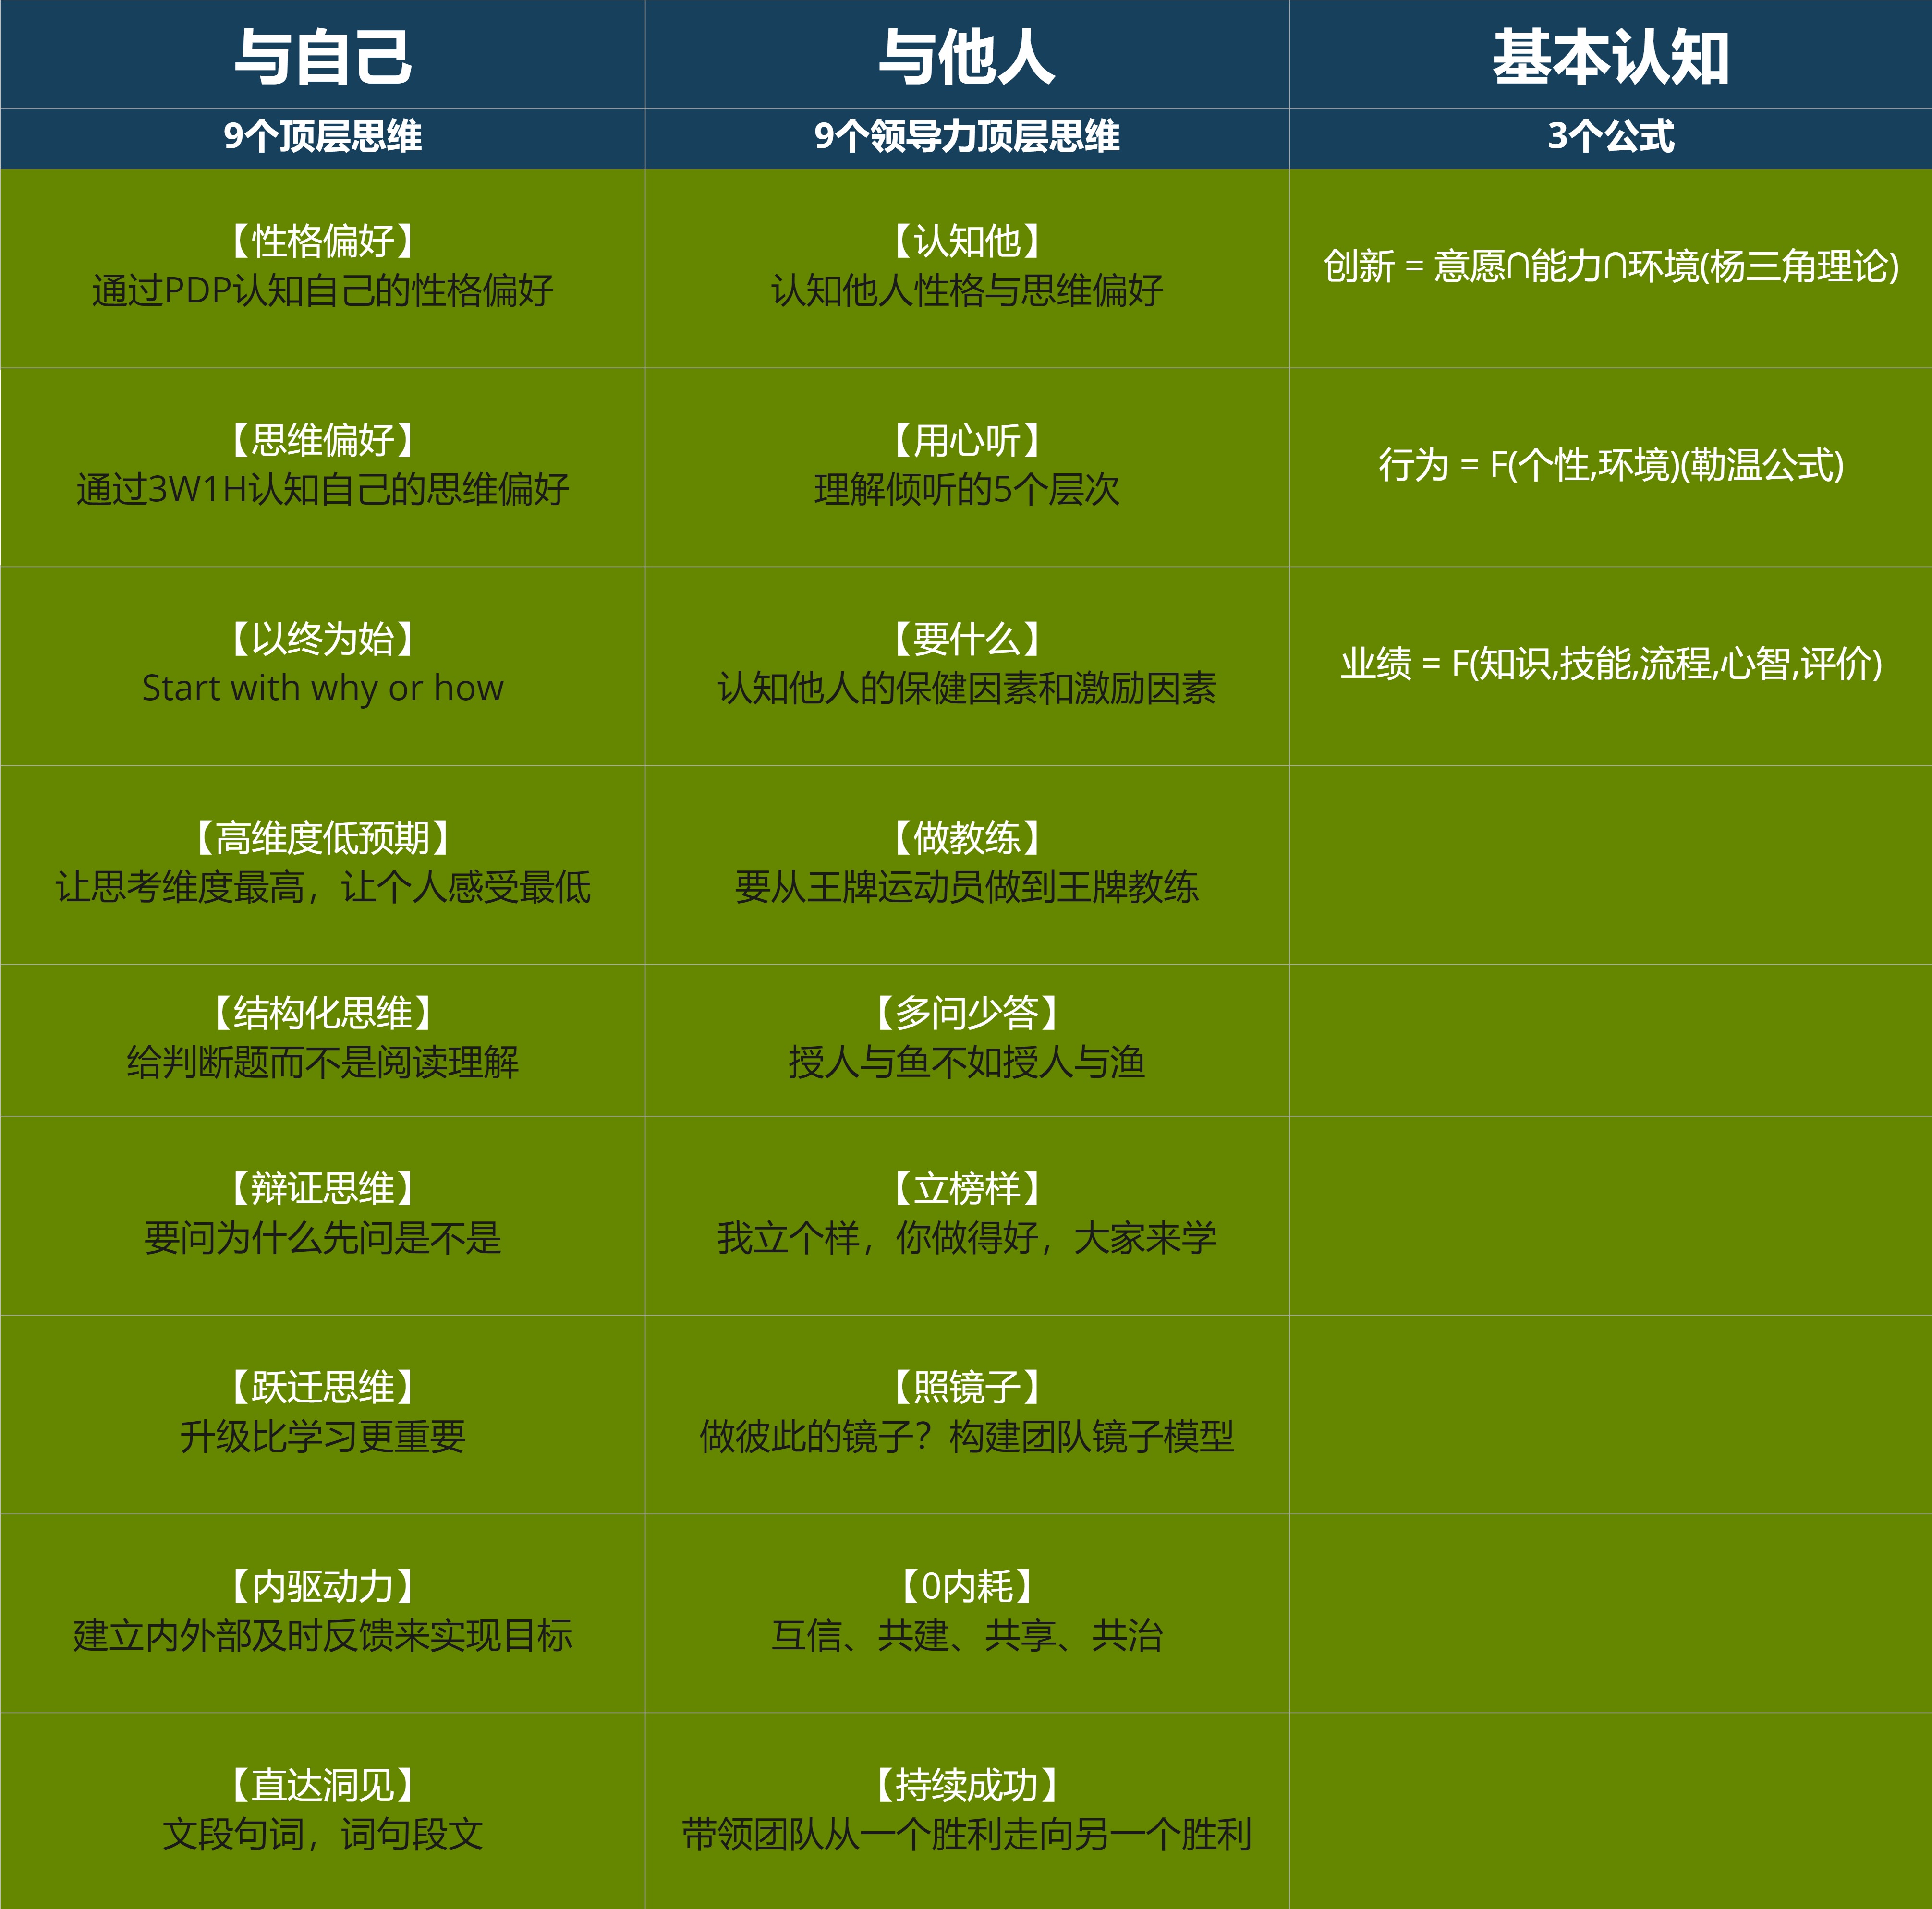 与自己
与他人
基本认知
9个顶层思维
9个领导力顶层思维
3个公式
【性格偏好】
通过PDP认知自己的性格偏好
【认知他】
认知他人性格与思维偏好
创新 = 意愿∩能力∩环境(杨三角理论)
【思维偏好】
通过3W1H认知自己的思维偏好
【用心听】
理解倾听的5个层次
行为 = F(个性,环境)(勒温公式)
【以终为始】
Start with why or how
【要什么】
认知他人的保健因素和激励因素
业绩 = F(知识,技能,流程,心智,评价)
【高维度低预期】
让思考维度最高，让个人感受最低
【做教练】
要从王牌运动员做到王牌教练
【结构化思维】
给判断题而不是阅读理解
【多问少答】
授人与鱼不如授人与渔
【辩证思维】
要问为什么先问是不是
【立榜样】
我立个样，你做得好，大家来学
【跃迁思维】
升级比学习更重要
【照镜子】
做彼此的镜子？构建团队镜子模型
【内驱动力】
建立内外部及时反馈来实现目标
【0内耗】
互信、共建、共享、共治
【直达洞见】
文段句词，词句段文
【持续成功】
带领团队从一个胜利走向另一个胜利